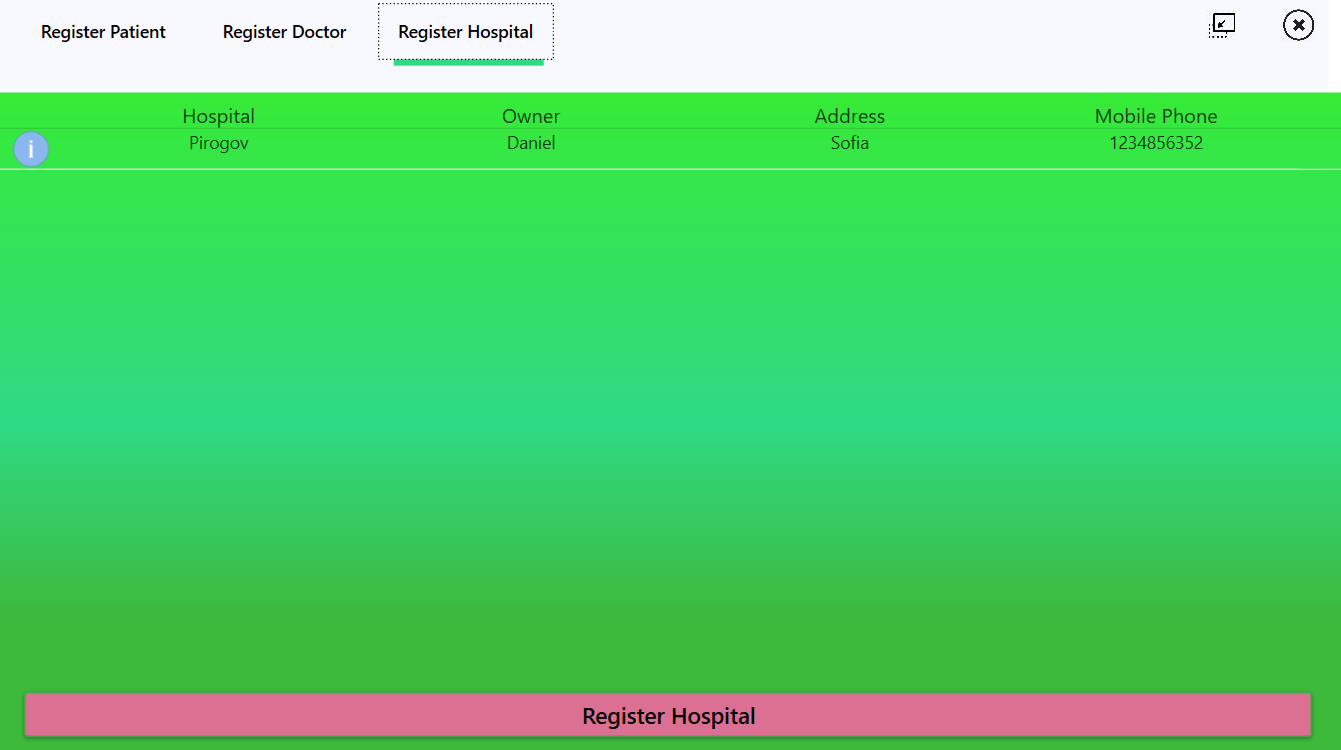 Register Patient Register Doctor Register Hospital
Hospital Owner Address Mobile Phone
i Pirogov Daniel Sofia 1234856352
Register Hospital